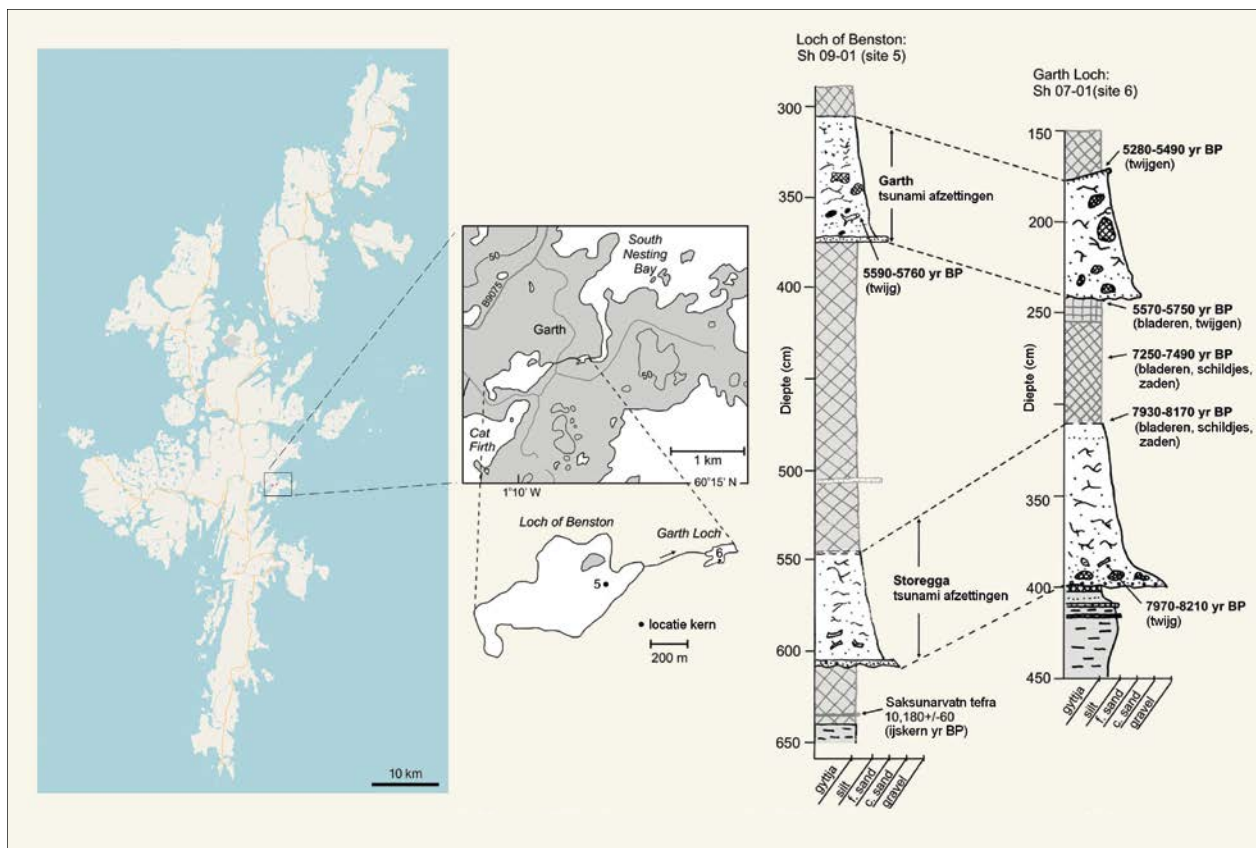 10 km
South
Nesting
Bay
50
B9075
Garth
50
Cat
Firth
1 km
1°10' W
60°15' N
Loch of Benston
Garth Loch
6
5
locatie kern
200 m
Loch of Benston:
Sh 09-01 (site 5)
300
350
400
450
500
550
600
650
Diepte (cm)
Garth
tsunami afzettingen
5590-5760 yr BP
(twijg)
Storegga
tsunami afzettingen
Saksunarvatn tefra
10,180+/-60
(ijskern yr BP)
gyttja
silt
f. sand
c. sand
gravel
Garth Loch:
Sh 07-01(site 6)
150
200
250
350
400
450
Diepte (cm)
5280-5490 yr BP
(twijgen)
5570-5750 yr BP
(bladeren, twijgen)
7250-7490 yr BP
(bladeren, schildjes,
zaden)
7930-8170 yr BP
(bladeren, schildjes,
zaden)
7970-8210 yr BP
(twijg)
gyttja
silt
f. sand
c. sand
gravel